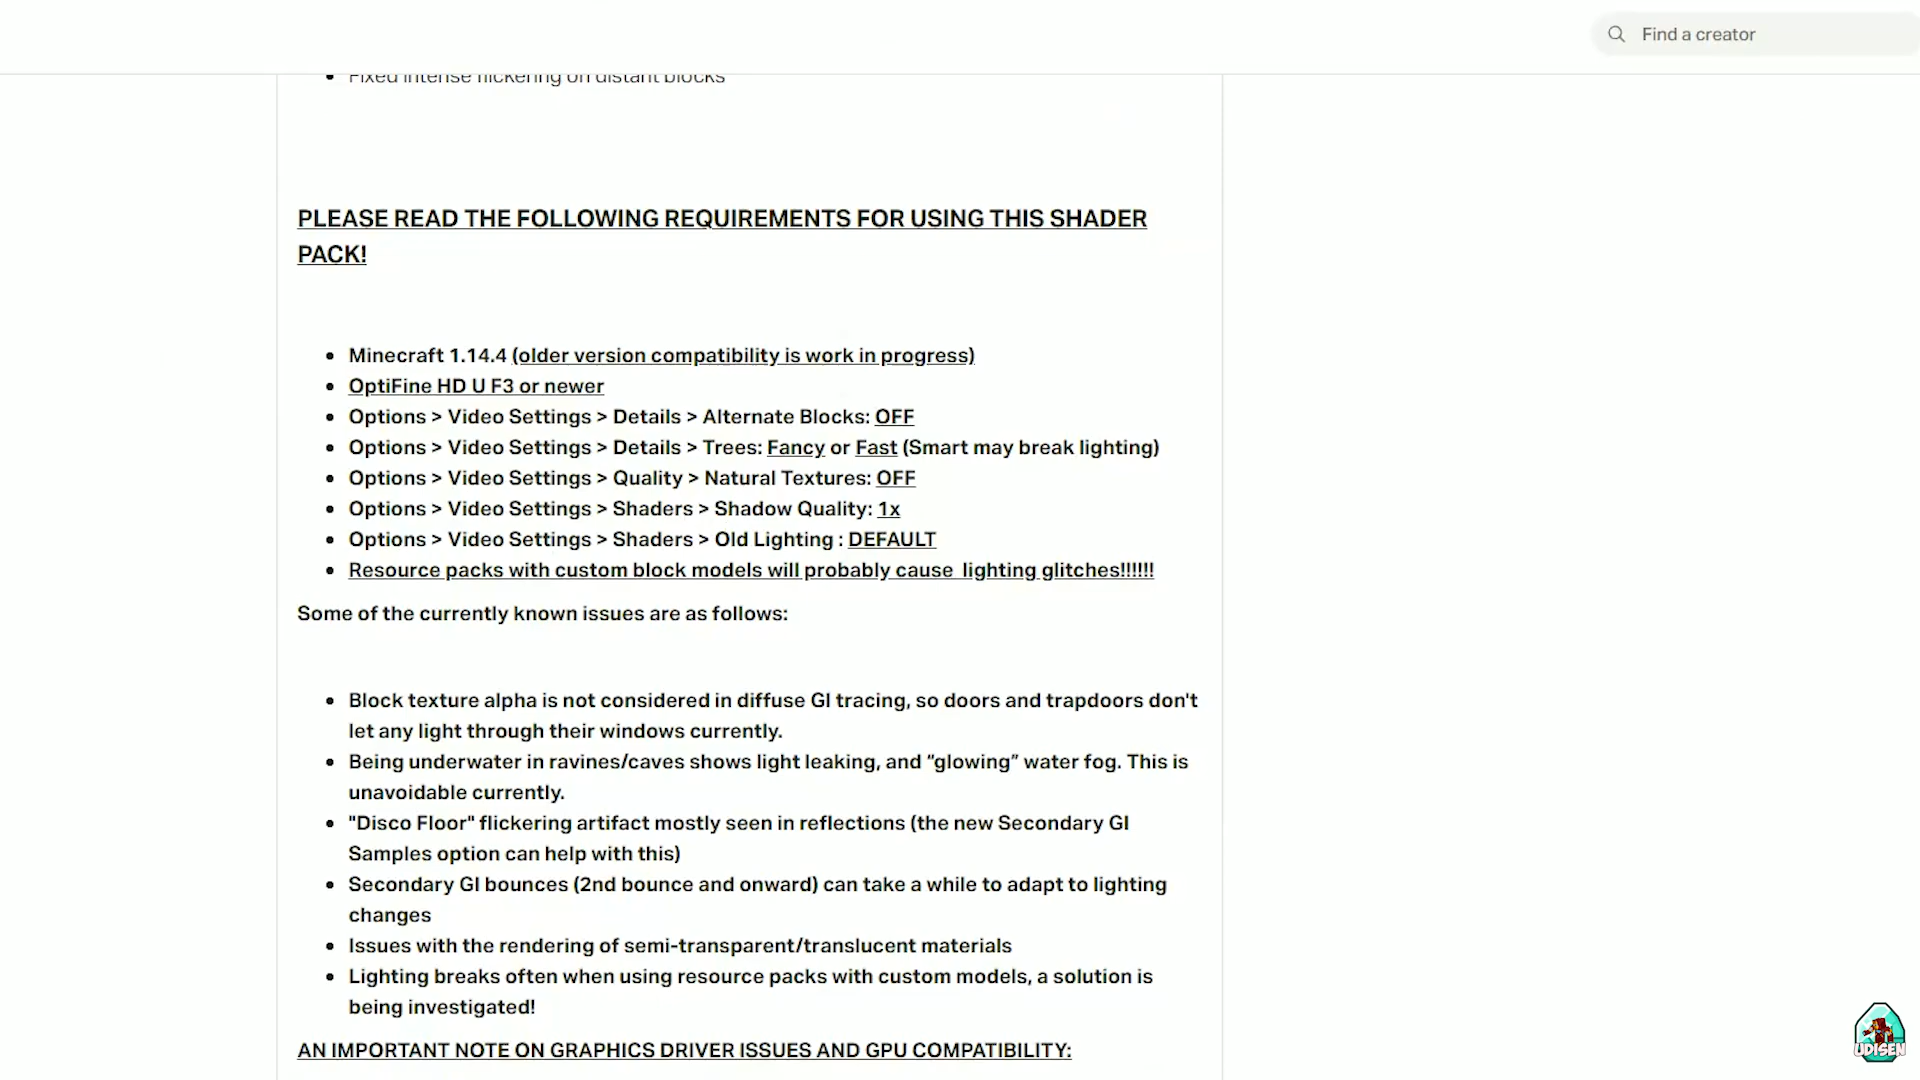 Find a creator
Fixed intense flickering on distant blocks
PLEASE READ THE FOLLOWING REQUIREMENTS FOR USING THIS SHADER
PACK!
Minecraft 1.14.4 (older version compatibility is work in progress)
OptiFine HD U F3 or newer
Options > Video Settings > Details > Alternate Blocks: OFF
Options > Video Settings > Details > Trees: Fancy or Fast (Smart may break lighting)
Options > Video Settings > Quality > Natural Textures: OFF
Options > Video Settings > Shaders > Shadow Quality: 1x
Options > Video Settings > Shaders > Old Lighting : DEFAULT
Resource packs with custom block models will probably cause  lighting glitches!!!!!!
Some of the currently known issues are as follows:
Block texture alpha is not considered in diffuse GI tracing, so doors and trapdoors don't
let any light through their windows currently.
Being underwater in ravines/caves shows light leaking, and “glowing” water fog. This is
unavoidable currently.
"Disco Floor" flickering artifact mostly seen in reflections (the new Secondary GI
Samples option can help with this)
Secondary GI bounces (2nd bounce and onward) can take a while to adapt to lighting
changes
Issues with the rendering of semi-transparent/translucent materials
Lighting breaks often when using resource packs with custom models, a solution is
being investigated!
AN IMPORTANT NOTE ON GRAPHICS DRIVER ISSUES AND GPU COMPATIBILITY:
UDISEN